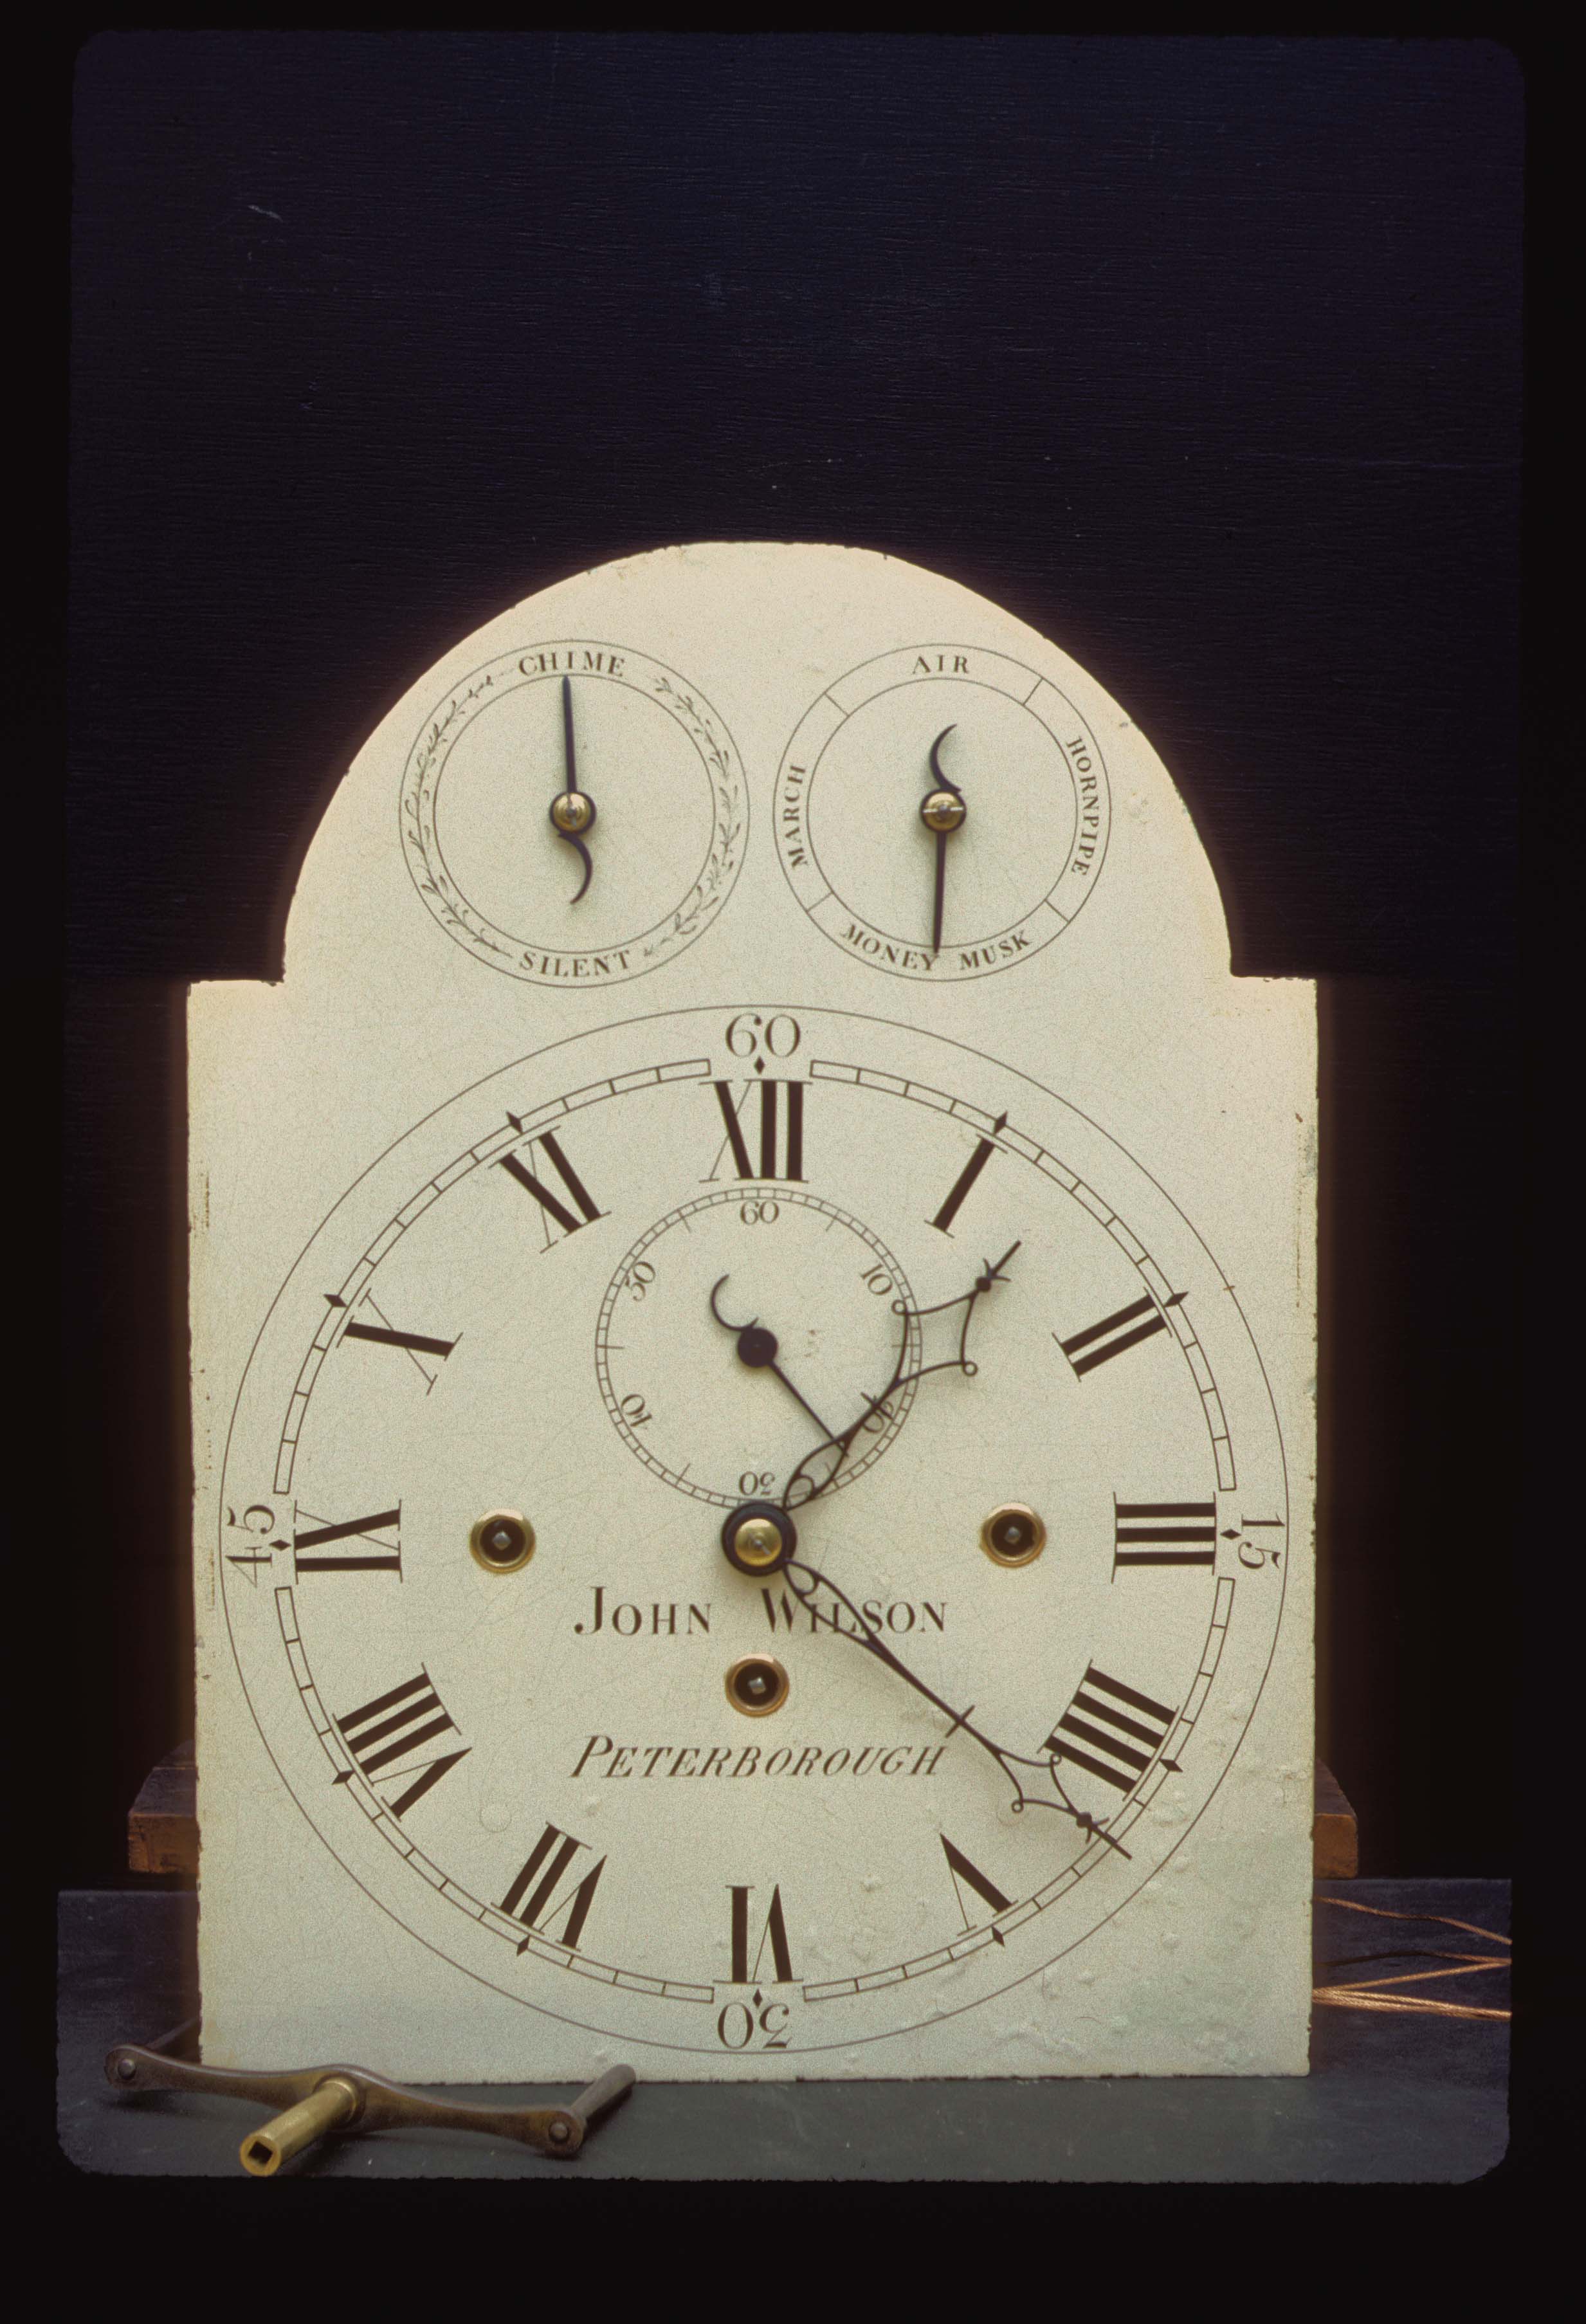 CHIME
SILENT
AIR
HORNPIPE
MONEY MUSK
MARCH
60
15
30
45
XII
I
II
III
IIII
V
VI
VII
VIII
IX
X
XI
60
10
20
30
40
50
JOHN WILSON
PETERBOROUGH